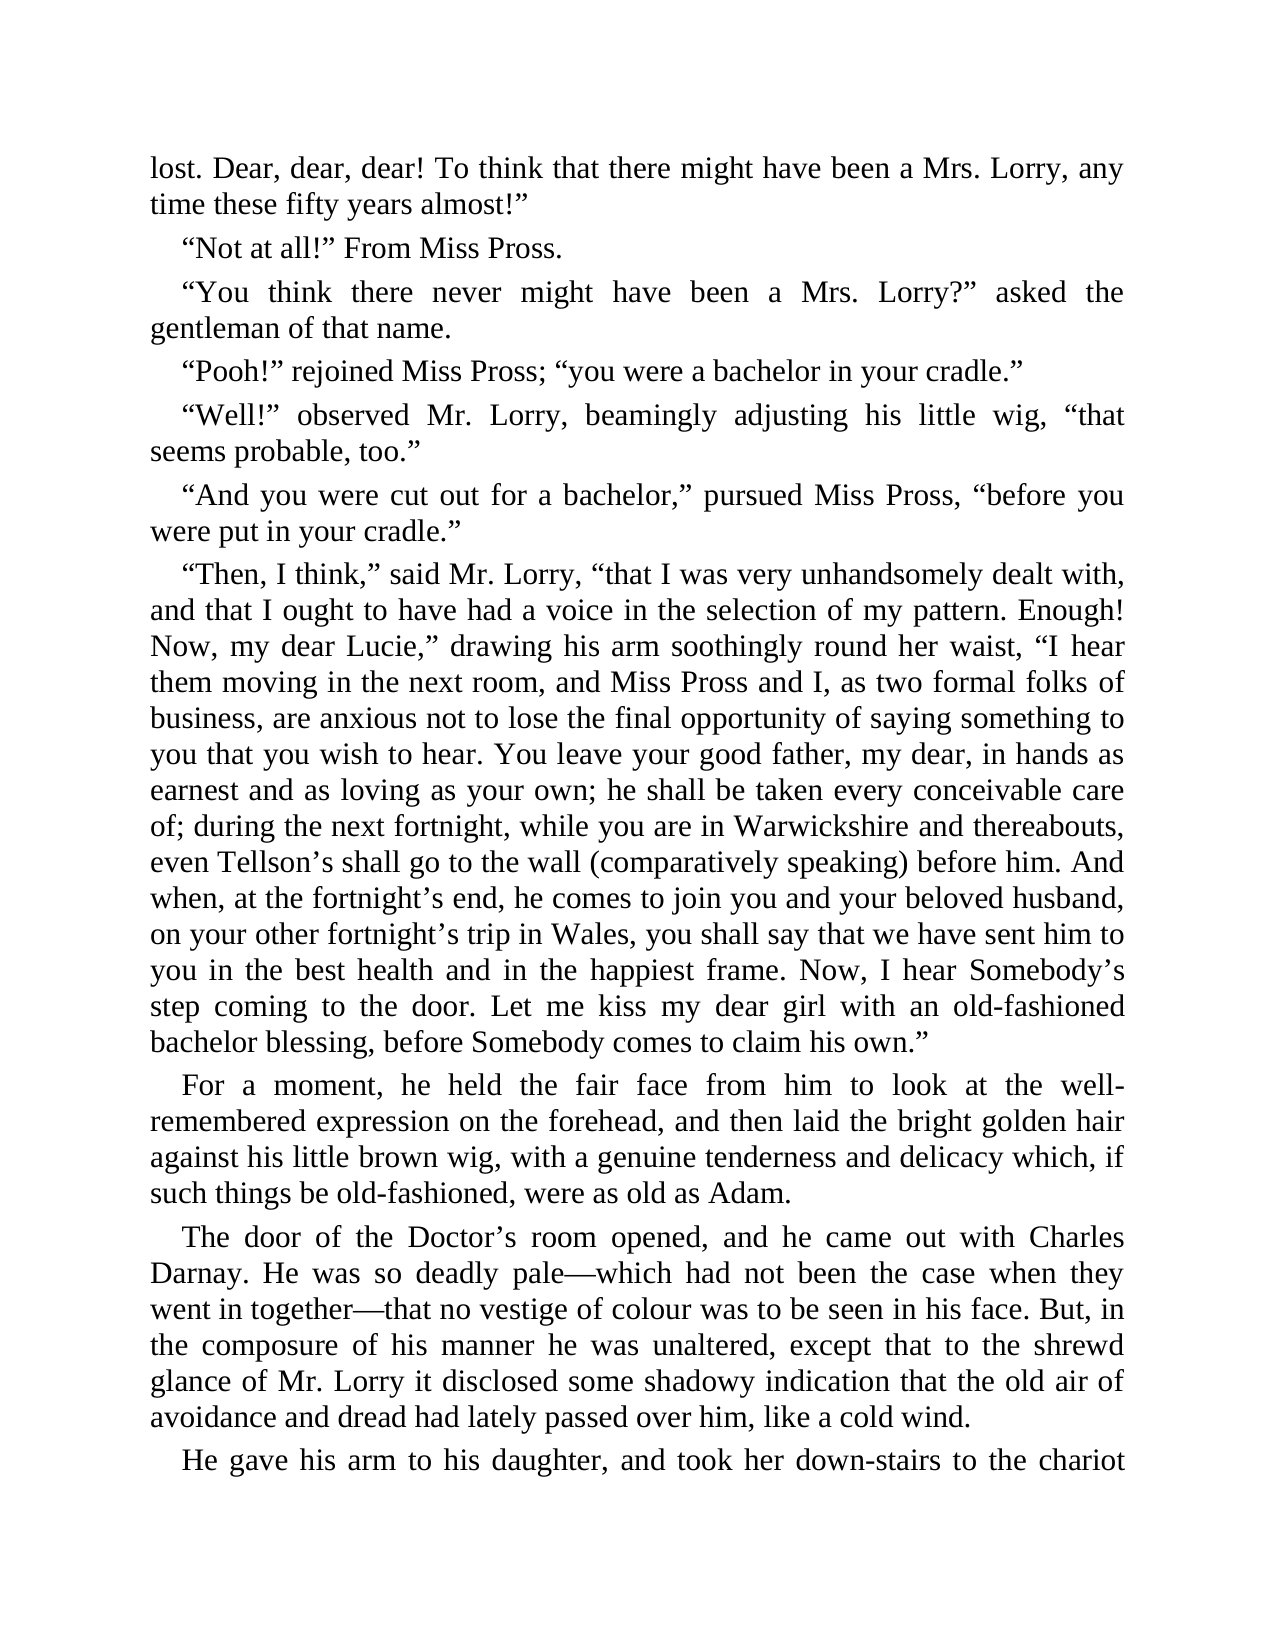 lost. Dear, dear, dear! To think that there might have been a Mrs. Lorry, any
time these fifty years almost!”
“Not at all!” From Miss Pross.
“You think there never might have been a Mrs. Lorry?” asked the
gentleman of that name.
“Pooh!” rejoined Miss Pross; “you were a bachelor in your cradle.”
“Well!” observed Mr. Lorry, beamingly adjusting his little wig, “that
seems probable, too.”
“And you were cut out for a bachelor,” pursued Miss Pross, “before you
were put in your cradle.”
“Then, I think,” said Mr. Lorry, “that I was very unhandsomely dealt with,
and that I ought to have had a voice in the selection of my pattern. Enough!
Now, my dear Lucie,” drawing his arm soothingly round her waist, “I hear
them moving in the next room, and Miss Pross and I, as two formal folks of
business, are anxious not to lose the final opportunity of saying something to
you that you wish to hear. You leave your good father, my dear, in hands as
earnest and as loving as your own; he shall be taken every conceivable care
of; during the next fortnight, while you are in Warwickshire and thereabouts,
even Tellson’s shall go to the wall (comparatively speaking) before him. And
when, at the fortnight’s end, he comes to join you and your beloved husband,
on your other fortnight’s trip in Wales, you shall say that we have sent him to
you in the best health and in the happiest frame. Now, I hear Somebody’s
step coming to the door. Let me kiss my dear girl with an old-fashioned
bachelor blessing, before Somebody comes to claim his own.”
For a moment, he held the fair face from him to look at the well-
remembered expression on the forehead, and then laid the bright golden hair
against his little brown wig, with a genuine tenderness and delicacy which, if
such things be old-fashioned, were as old as Adam.
The door of the Doctor’s room opened, and he came out with Charles
Darnay. He was so deadly pale—which had not been the case when they
went in together—that no vestige of colour was to be seen in his face. But, in
the composure of his manner he was unaltered, except that to the shrewd
glance of Mr. Lorry it disclosed some shadowy indication that the old air of
avoidance and dread had lately passed over him, like a cold wind.
He gave his arm to his daughter, and took her down-stairs to the chariot